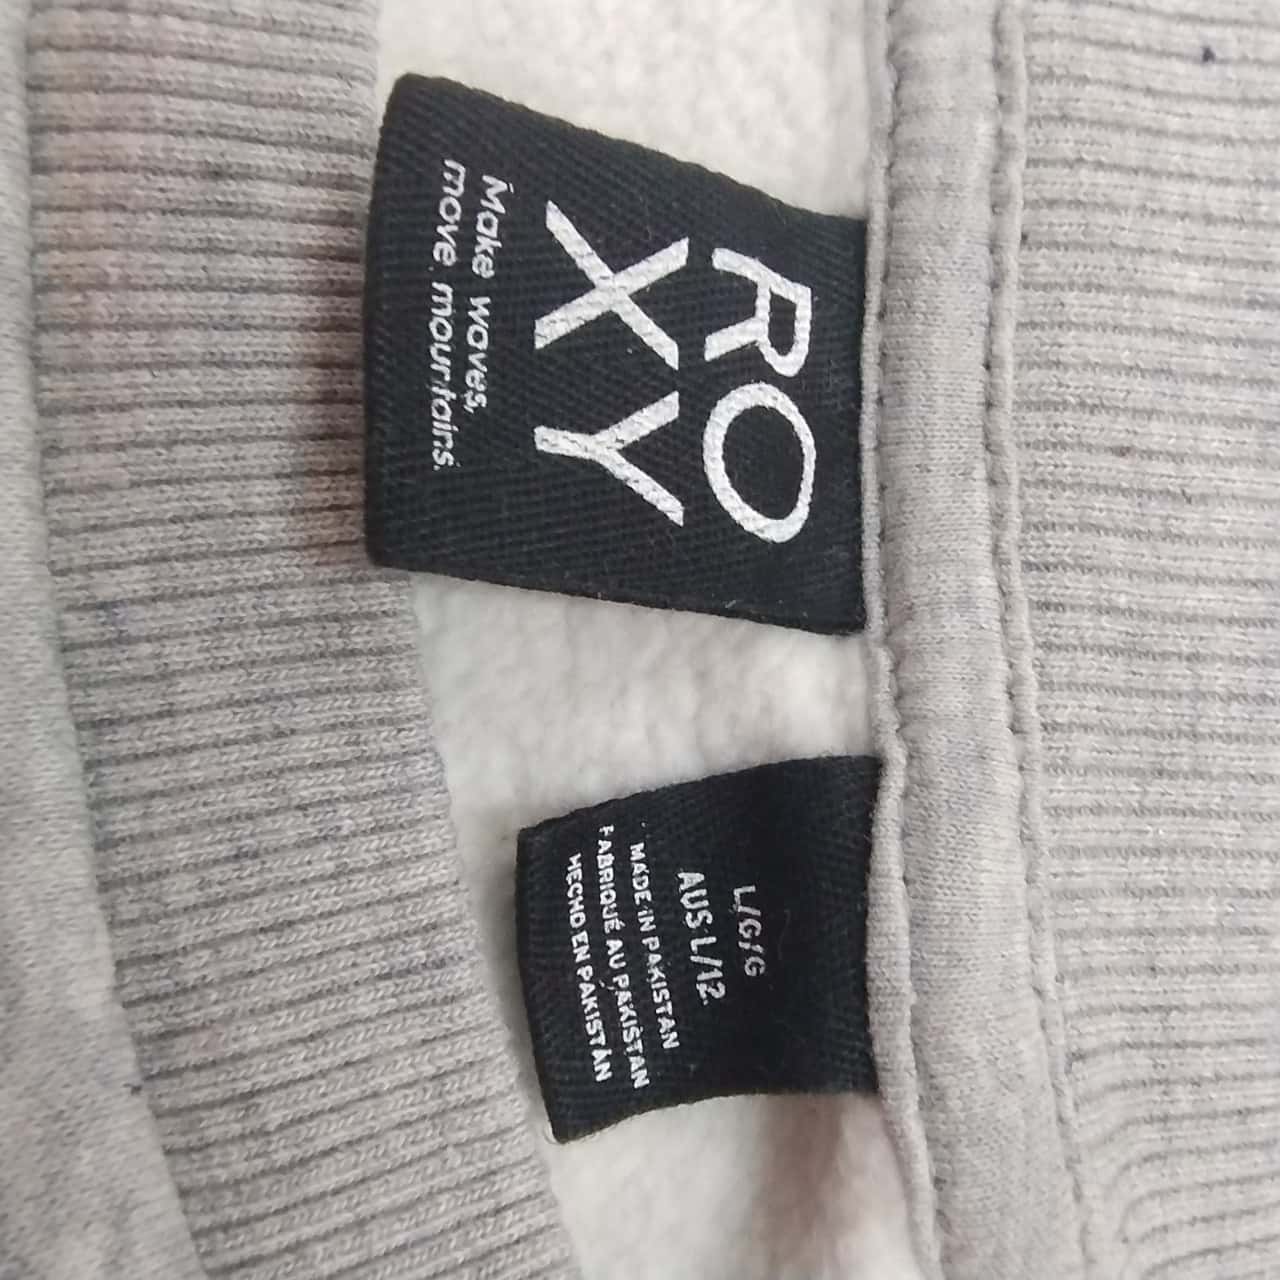 RO
XY
Make waves,
move mountains.
L/G/G
AUS L/12
MADE IN PAKISTAN
FABRIQUÉ AU PAKISTAN
HECHO EN PAKISTÁN